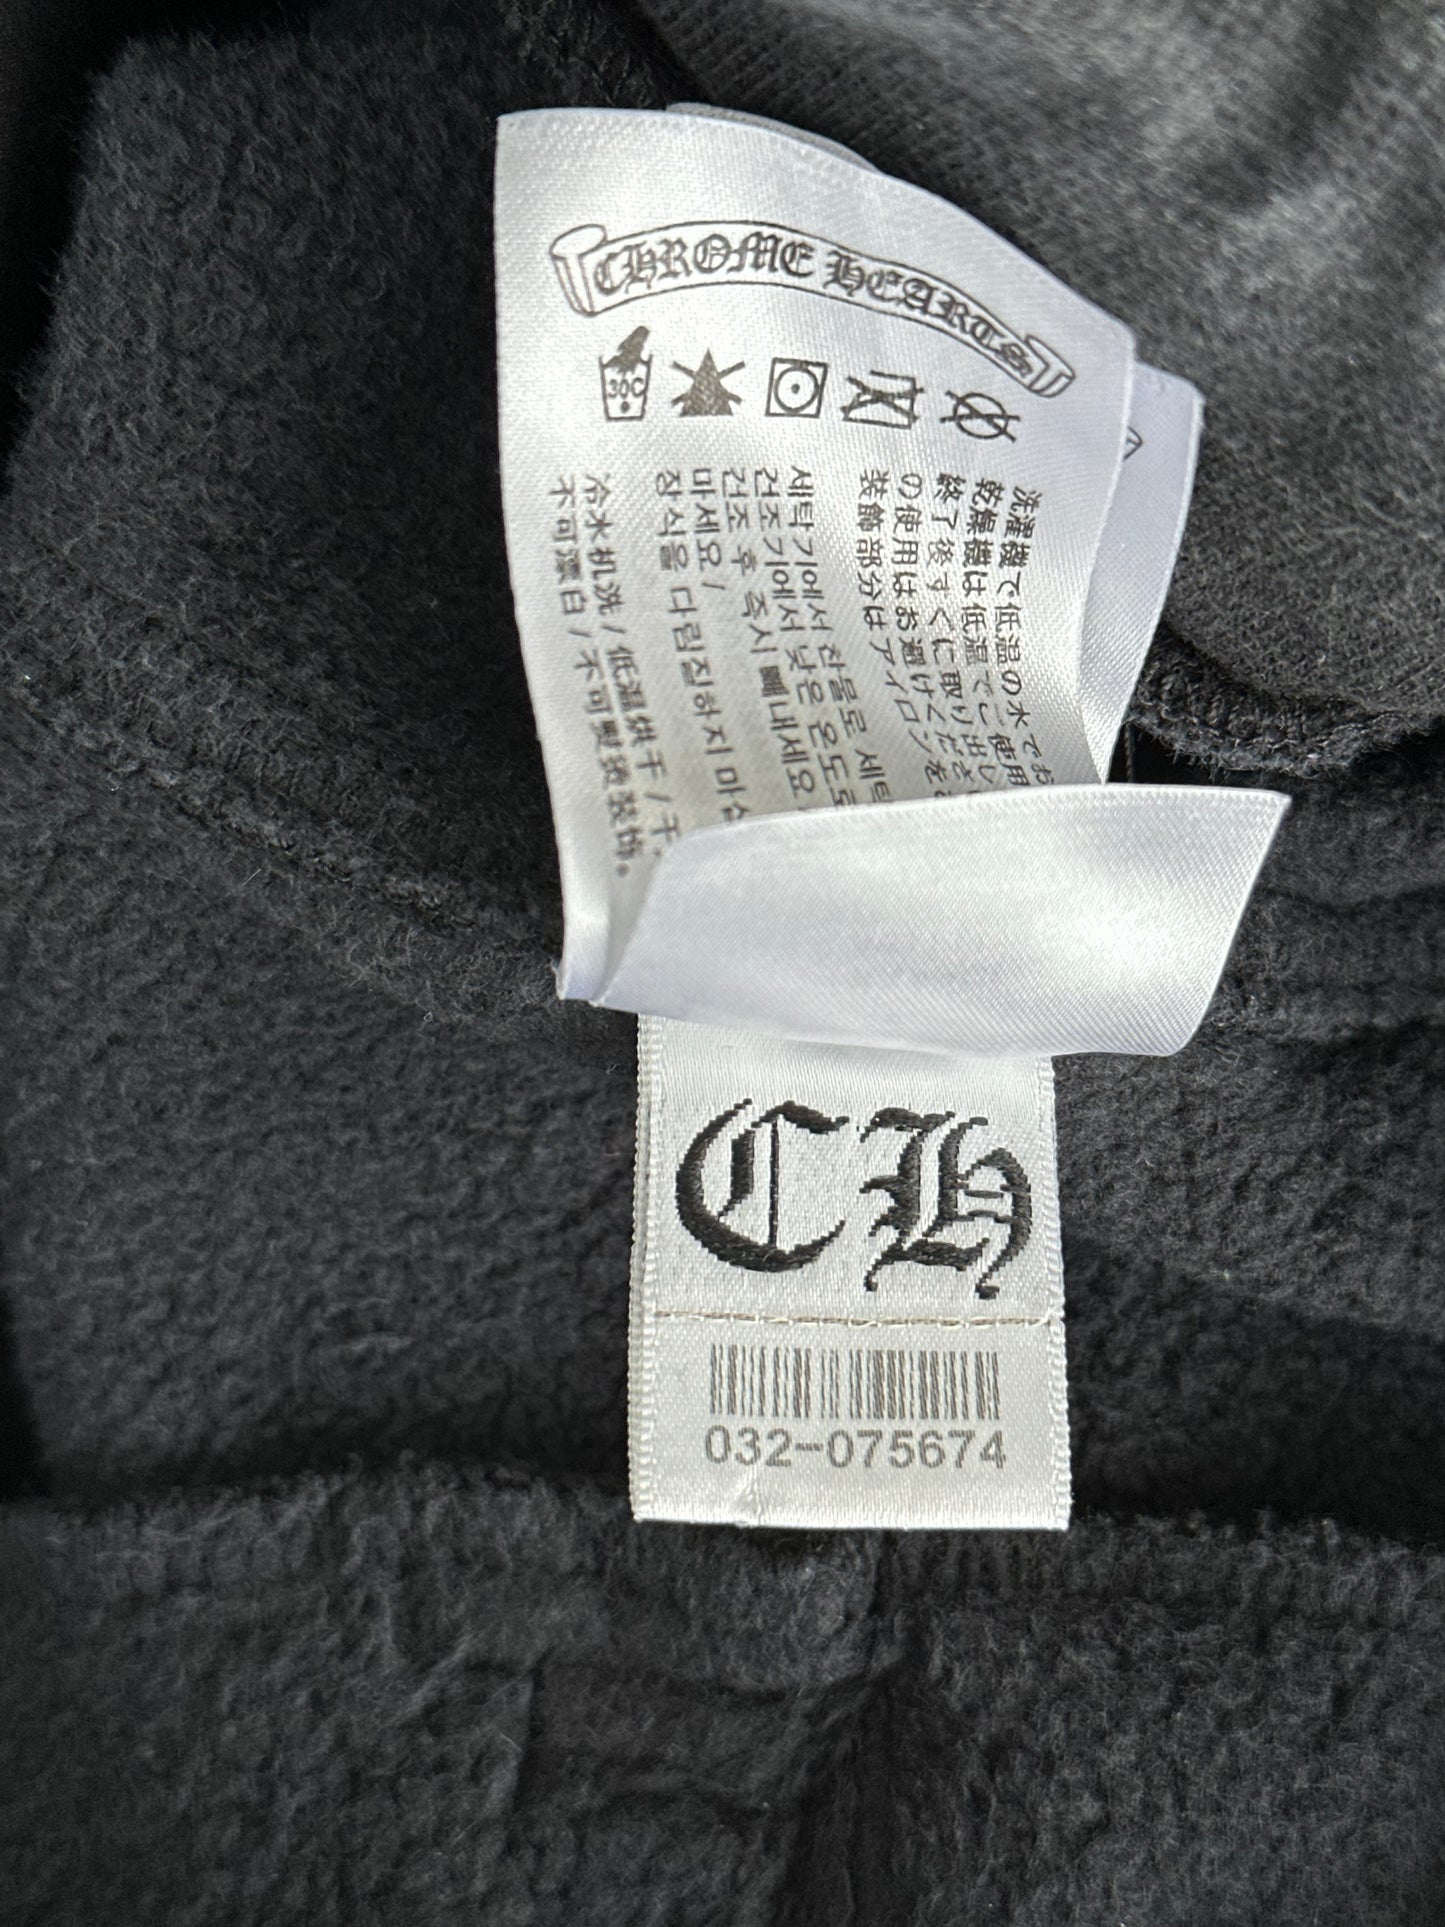 CHROME HEARTS
30C
洗濯機で低温の水でお
乾燥機は低温でご使用
終了後すぐに取り出し
の使用はお避けくださ
装飾部分はアイロンを
세탁기에서 찬물로 세탁
건조기에서 낮은 온도로
건조 후 즉시 빼내세요
마세요 /
장식을 다림질하지 마십
冷水机洗 / 低温烘干 / 干
不可漂白 / 不可熨烫装饰。
CH
032-075674